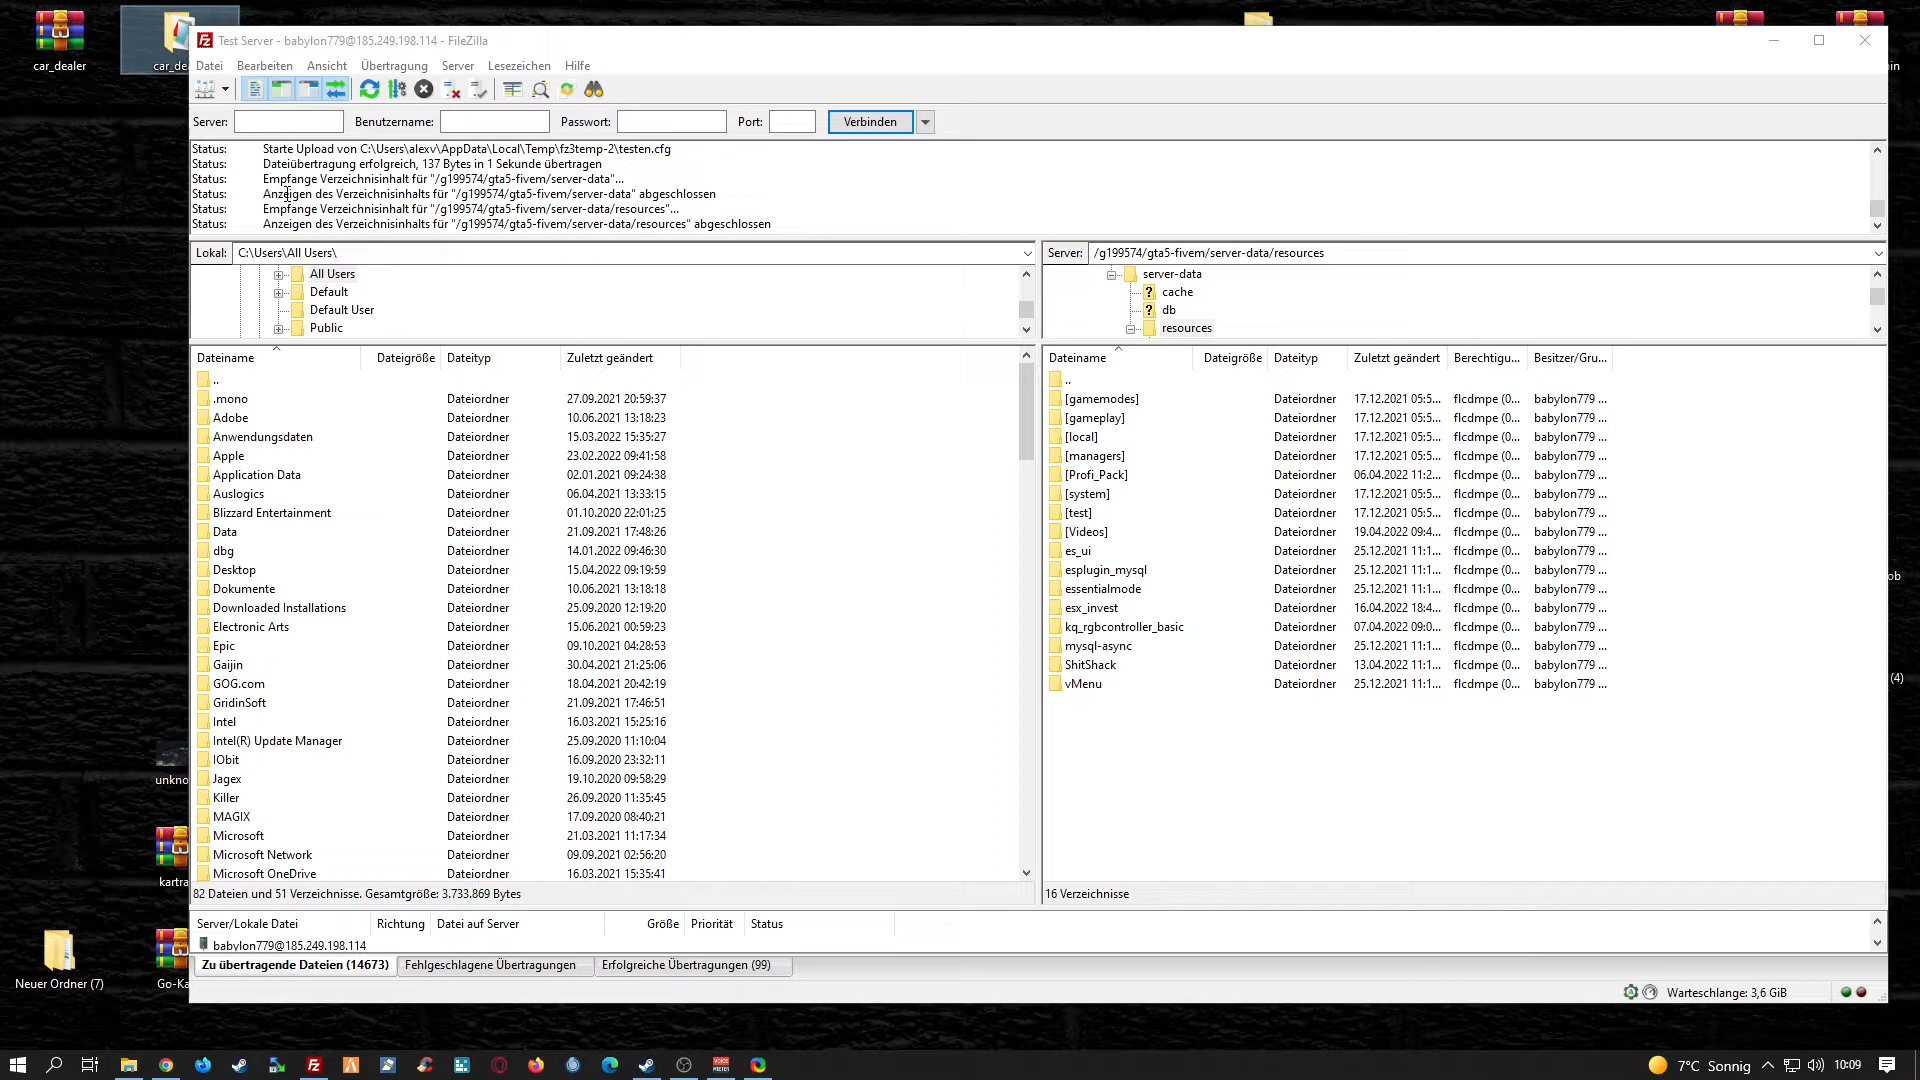 car_dealer
car_de
Test Server - babylon779@185.249.198.114 - FileZilla
Datei Bearbeiten Ansicht Übertragung Server Lesezeichen Hilfe
Server: Benutzername: Passwort: Port: Verbinden
Status: Starte Upload von C:\Users\alexv\AppData\Local\Temp\fz3temp-2\testen.cfg
Status: Dateiübertragung erfolgreich, 137 Bytes in 1 Sekunde übertragen
Status: Empfange Verzeichnisinhalt für "/g199574/gta5-fivem/server-data"...
Status: Anzeigen des Verzeichnisinhalts für "/g199574/gta5-fivem/server-data" abgeschlossen
Status: Empfange Verzeichnisinhalt für "/g199574/gta5-fivem/server-data/resources"...
Status: Anzeigen des Verzeichnisinhalts für "/g199574/gta5-fivem/server-data/resources" abgeschlossen
Lokal: C:\Users\All Users\
All Users
Default
Default User
Public
Dateiname Dateigröße Dateityp Zuletzt geändert
..
.mono Dateiordner 27.09.2021 20:59:37
Adobe Dateiordner 10.06.2021 13:18:23
Anwendungsdaten Dateiordner 15.03.2022 15:35:27
Apple Dateiordner 23.02.2022 09:41:58
Application Data Dateiordner 02.01.2021 09:24:38
Auslogics Dateiordner 06.04.2021 13:33:15
Blizzard Entertainment Dateiordner 01.10.2020 22:01:25
Data Dateiordner 21.09.2021 17:48:26
dbg Dateiordner 14.01.2022 09:46:30
Desktop Dateiordner 15.04.2022 09:19:59
Dokumente Dateiordner 10.06.2021 13:18:18
Downloaded Installations Dateiordner 25.09.2020 12:19:20
Electronic Arts Dateiordner 15.06.2021 00:59:23
Epic Dateiordner 09.10.2021 04:28:53
Gaijin Dateiordner 30.04.2021 21:25:06
GOG.com Dateiordner 18.04.2021 20:42:19
GridinSoft Dateiordner 21.09.2021 17:46:51
Intel Dateiordner 16.03.2021 15:25:16
Intel(R) Update Manager Dateiordner 25.09.2020 11:10:04
IObit Dateiordner 16.09.2020 23:32:11
Jagex Dateiordner 19.10.2020 09:58:29
Killer Dateiordner 26.09.2020 11:35:45
MAGIX Dateiordner 17.09.2020 08:40:21
Microsoft Dateiordner 21.03.2021 11:17:34
Microsoft Network Dateiordner 09.09.2021 02:56:20
Microsoft OneDrive Dateiordner 16.03.2021 15:35:41
82 Dateien und 51 Verzeichnisse. Gesamtgröße: 3.733.869 Bytes
Server: /g199574/gta5-fivem/server-data/resources
server-data
cache
db
resources
Dateiname Dateigröße Dateityp Zuletzt geändert Berechtigu... Besitzer/Gru...
..
[gamemodes] Dateiordner 17.12.2021 05:5... flcdmpe (0... babylon779 ...
[gameplay] Dateiordner 17.12.2021 05:5... flcdmpe (0... babylon779 ...
[local] Dateiordner 17.12.2021 05:5... flcdmpe (0... babylon779 ...
[managers] Dateiordner 17.12.2021 05:5... flcdmpe (0... babylon779 ...
[Profi_Pack] Dateiordner 06.04.2022 11:2... flcdmpe (0... babylon779 ...
[system] Dateiordner 17.12.2021 05:5... flcdmpe (0... babylon779 ...
[test] Dateiordner 17.12.2021 05:5... flcdmpe (0... babylon779 ...
[Videos] Dateiordner 19.04.2022 09:4... flcdmpe (0... babylon779 ...
es_ui Dateiordner 25.12.2021 11:1... flcdmpe (0... babylon779 ...
esplugin_mysql Dateiordner 25.12.2021 11:1... flcdmpe (0... babylon779 ...
essentialmode Dateiordner 25.12.2021 11:1... flcdmpe (0... babylon779 ...
esx_invest Dateiordner 16.04.2022 18:4... flcdmpe (0... babylon779 ...
kq_rgbcontroller_basic Dateiordner 07.04.2022 09:0... flcdmpe (0... babylon779 ...
mysql-async Dateiordner 25.12.2021 11:1... flcdmpe (0... babylon779 ...
ShitShack Dateiordner 13.04.2022 11:1... flcdmpe (0... babylon779 ...
vMenu Dateiordner 25.12.2021 11:1... flcdmpe (0... babylon779 ...
16 Verzeichnisse
Server/Lokale Datei Richtung Datei auf Server Größe Priorität Status
babylon779@185.249.198.114
Zu übertragende Dateien (14673) Fehlgeschlagene Übertragungen Erfolgreiche Übertragungen (99)
Warteschlange: 3,6 GiB
in
ob
(4)
unkno
kartra
Neuer Ordner (7)
Go-Ka
7°C Sonnig 10:09